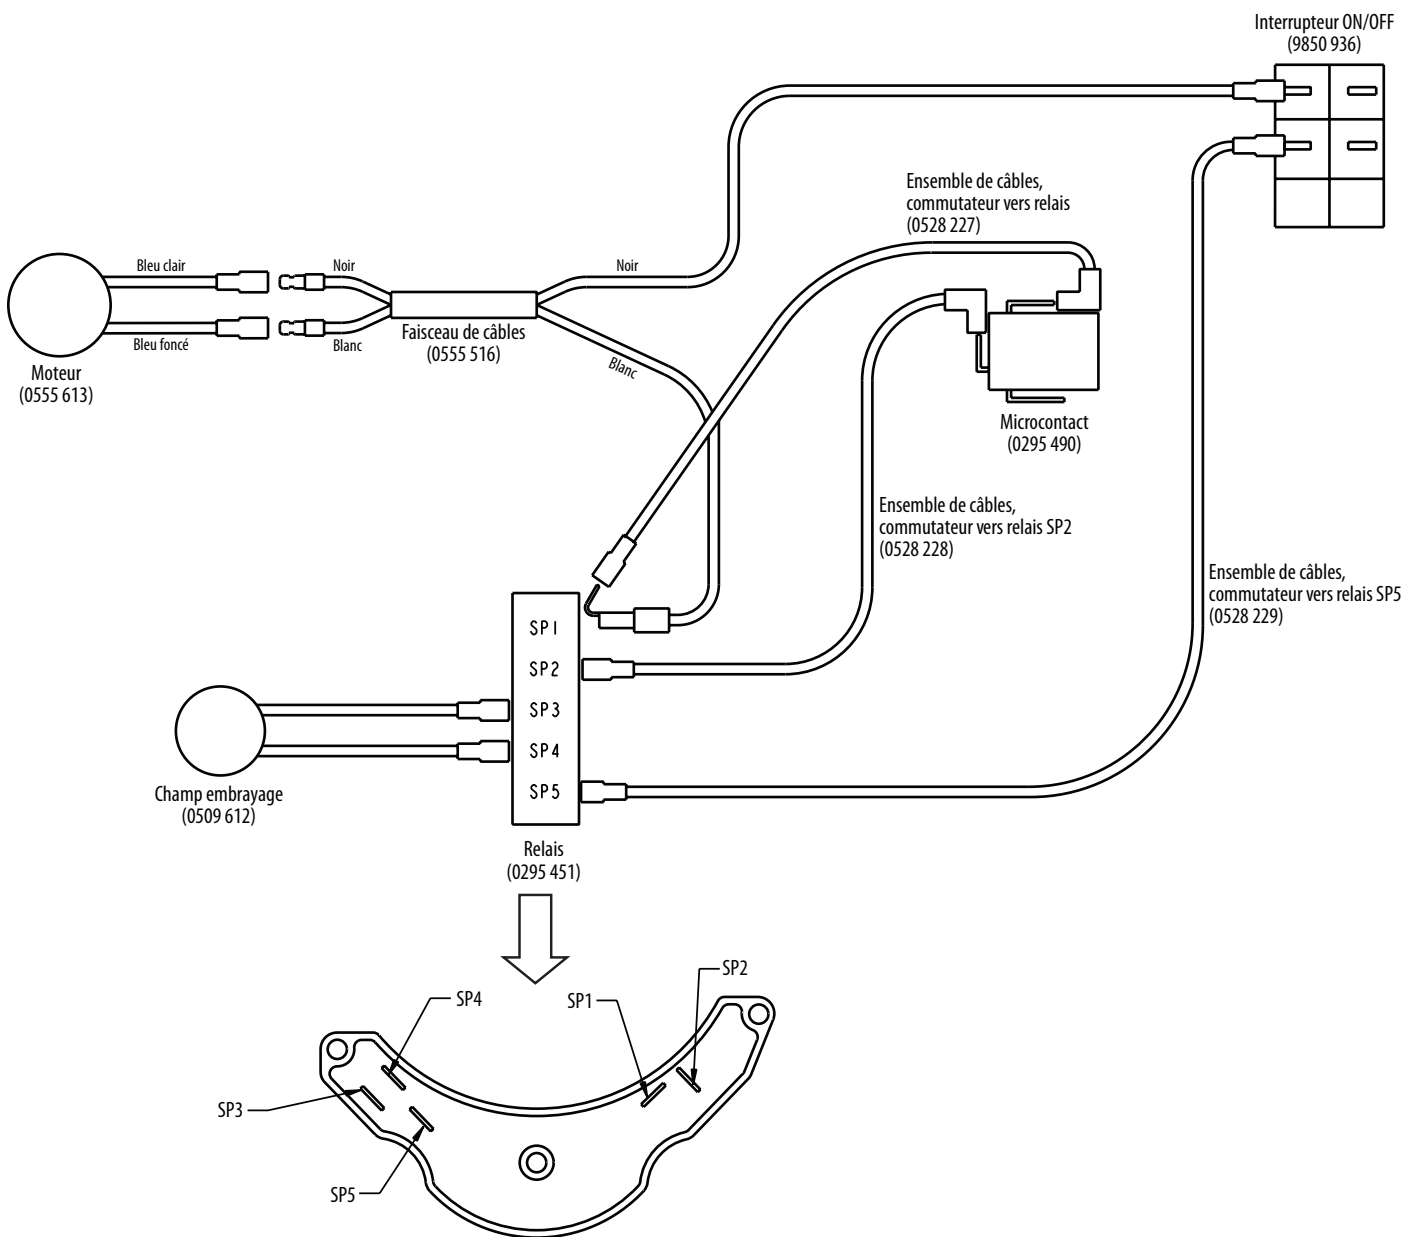 Interrupteur ON/OFF
(9850 936)
Ensemble de câbles,
commutateur vers relais
(0528 227)
Bleu clair
Noir
Noir
Bleu foncé
Blanc
Faisceau de câbles
(0555 516)
Blanc
Moteur
(0555 613)
Microcontact
(0295 490)
Ensemble de câbles,
commutateur vers relais SP2
(0528 228)
Ensemble de câbles,
commutateur vers relais SP5
(0528 229)
SP1
SP2
SP3
SP4
SP5
Champ embrayage
(0509 612)
Relais
(0295 451)
SP2
SP4
SP1
SP3
SP5